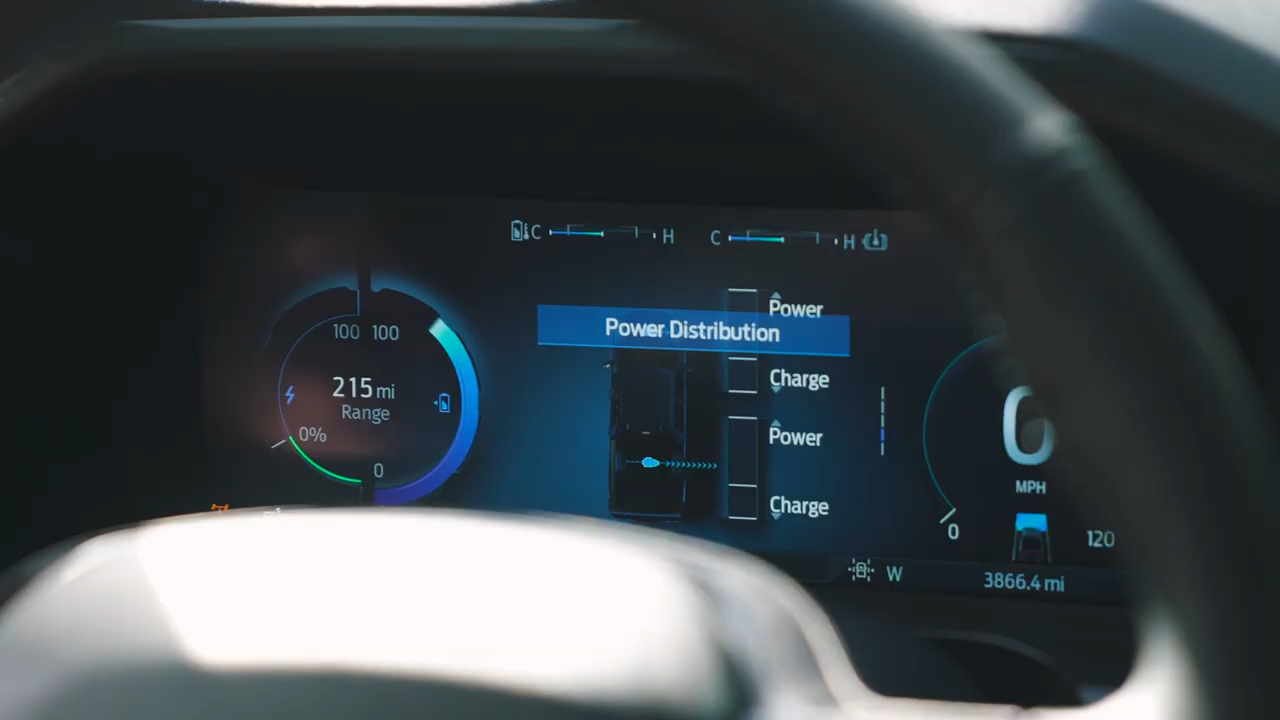 C H
C H
Power
Power Distribution
100 100
Charge
215 mi
Range
0%
Power
0
Charge
0
MPH
0
120
W
3866.4 mi